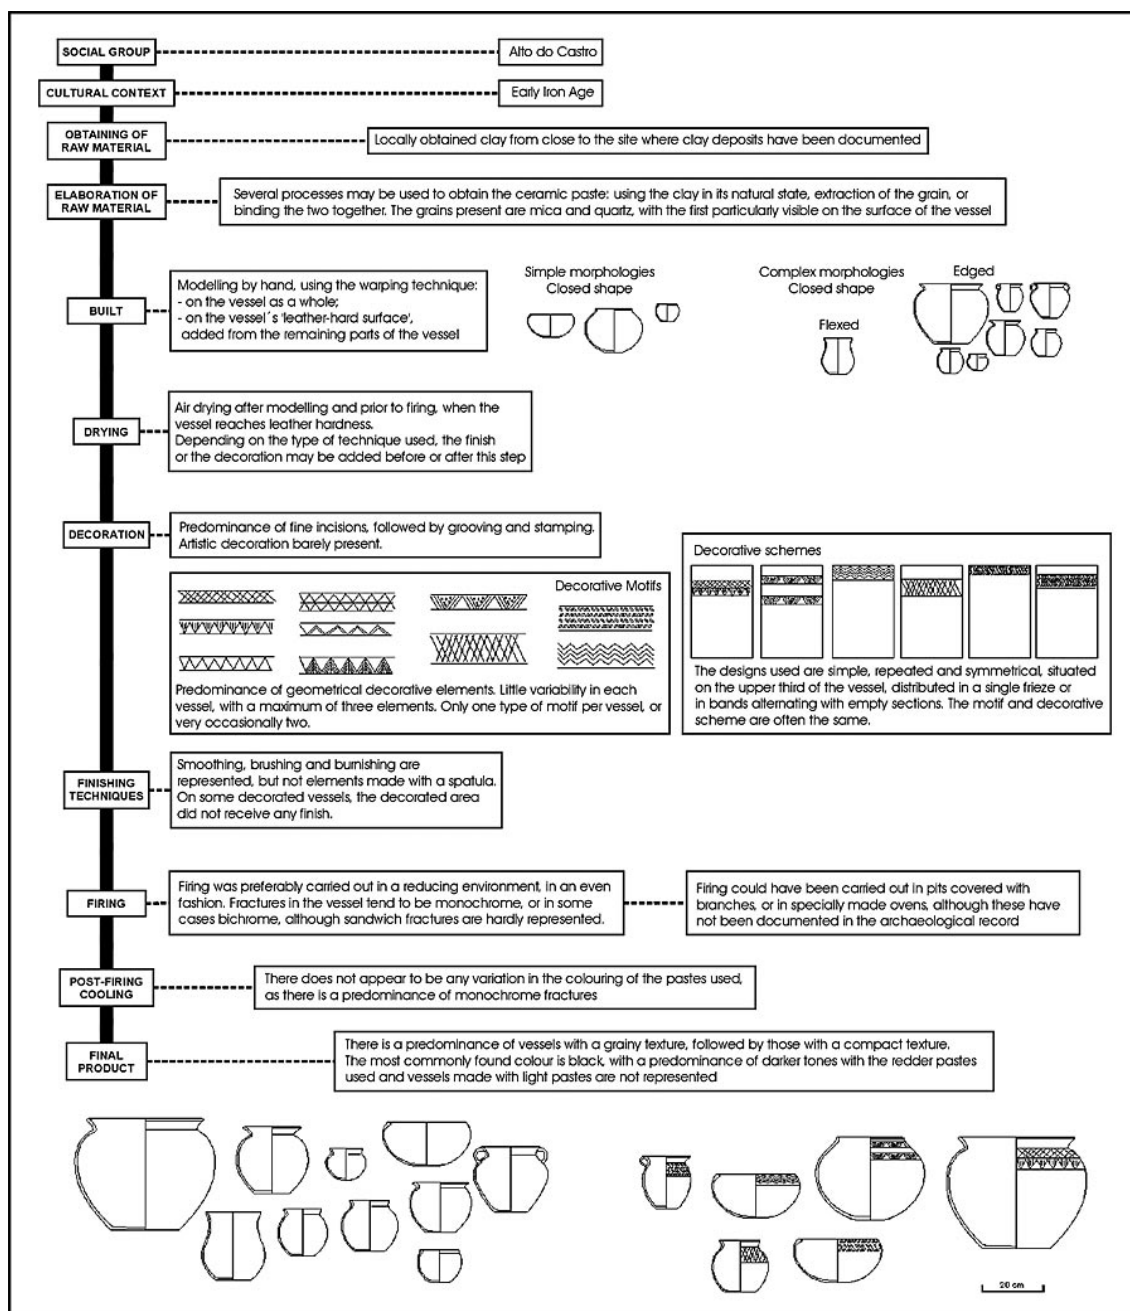 SOCIAL GROUP
Alto do Castro
CULTURAL CONTEXT
Early Iron Age
OBTAINING OF
RAW MATERIAL
Locally obtained clay from close to the site where clay deposits have been documented
ELABORATION OF
RAW MATERIAL
Several processes may be used to obtain the ceramic paste: using the clay in its natural state, extraction of the grain, or
binding the two together. The grains present are mica and quartz, with the first particularly visible on the surface of the vessel
BUILT
Modelling by hand, using the warping technique:
- on the vessel as a whole;
- on the vessel´s 'leather-hard surface',
added from the remaining parts of the vessel
Simple morphologies
Closed shape
Complex morphologies
Closed shape
Edged
Flexed
DRYING
Air drying after modelling and prior to firing, when the
vessel reaches leather hardness.
Depending on the type of technique used, the finish
or the decoration may be added before or after this step
DECORATION
Predominance of fine incisions, followed by grooving and stamping.
Artistic decoration barely present.
Decorative Motifs
Predominance of geometrical decorative elements. Little variability in each
vessel, with a maximum of three elements. Only one type of motif per vessel, or
very occasionally two.
Decorative schemes
The designs used are simple, repeated and symmetrical, situated
on the upper third of the vessel, distributed in a single frieze or
in bands alternating with empty sections. The motif and decorative
scheme are often the same.
FINISHING
TECHNIQUES
Smoothing, brushing and burnishing are
represented, but not elements made with a spatula.
On some decorated vessels, the decorated area
did not receive any finish.
FIRING
Firing was preferably carried out in a reducing environment, in an even
fashion. Fractures in the vessel tend to be monochrome, or in some
cases bichrome, although sandwich fractures are hardly represented.
Firing could have been carried out in pits covered with
branches, or in specially made ovens, although these have
not been documented in the archaeological record
POST-FIRING
COOLING
There does not appear to be any variation in the colouring of the pastes used,
as there is a predominance of monochrome fractures
FINAL
PRODUCT
There is a predominance of vessels with a grainy texture, followed by those with a compact texture.
The most commonly found colour is black, with a predominance of darker tones with the redder pastes
used and vessels made with light pastes are not represented
20 cm